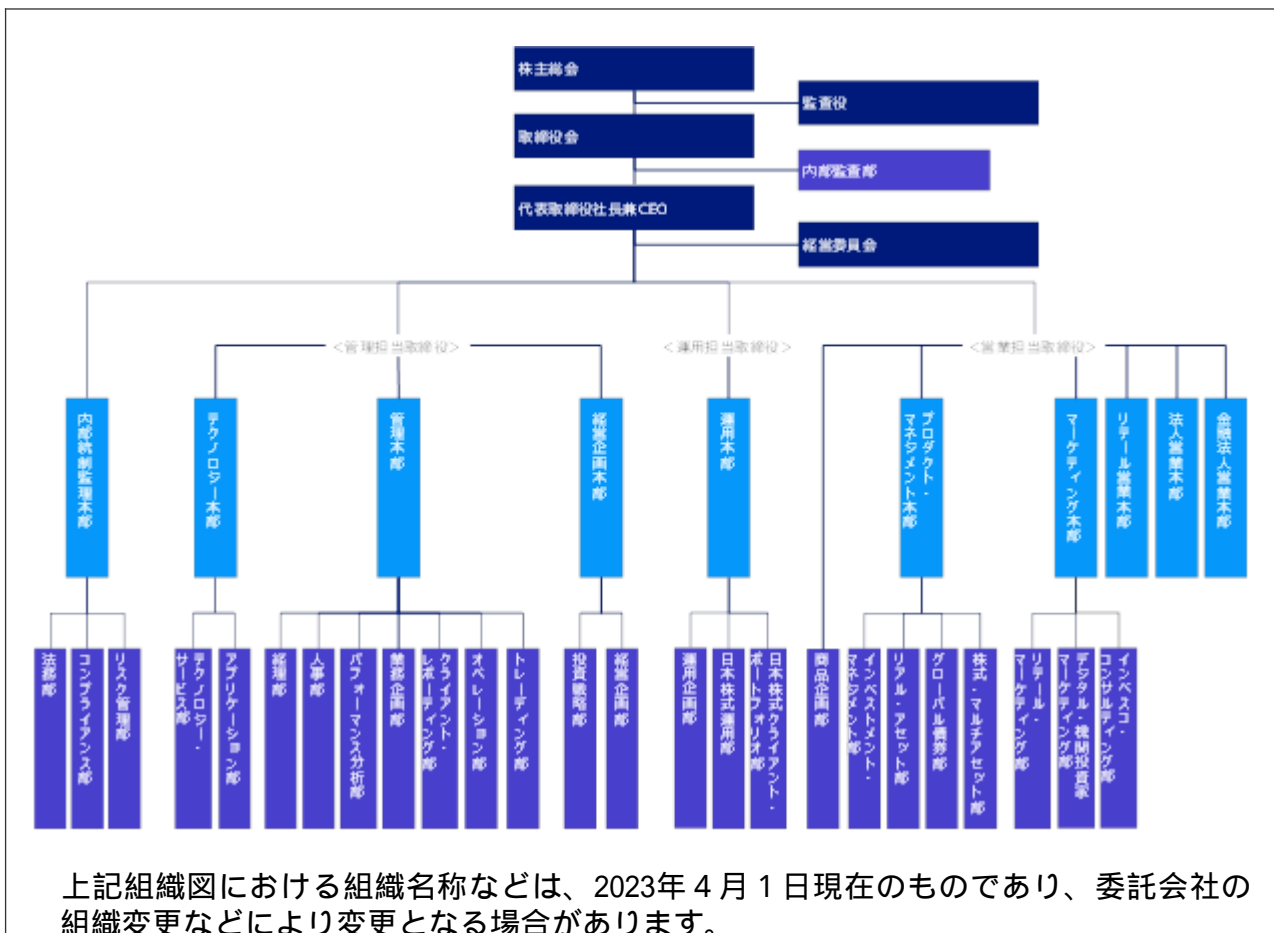 株主総会
監査役
取締役会
内部監査部
代表取締役社長兼CEO
経営委員会
<管理担当取締役>
<運用担当取締役>
<営業担当取締役>
内部統制監理本部
テクノロジー本部
管理本部
経営企画本部
運用本部
プロダクト・
マネジメント本部
マーケティング本部
リテール営業本部
法人営業本部
金融法人営業本部
法務部
コンプライアンス部
リスク管理部
テクノロジー・
サービス部
アプリケーション部
経理部
人事部
パフォーマンス分析部
業務企画部
クライアント・
レポーティング部
オペレーション部
トレーディング部
投資戦略部
経営企画部
運用企画部
日本株式運用部
日本株式クライアント・
ポートフォリオ部
商品企画部
インベストメント・
マネジメント部
リアル・アセット部
グローバル債券部
株式・マルチアセット部
リテール・
マーケティング部
デジタル・機関投資家
マーケティング部
インベスコ・
コンサルティング部
上記組織図における組織名称などは、2023年4月1日現在のものであり、委託会社の
組織変更などにより変更となる場合があります。